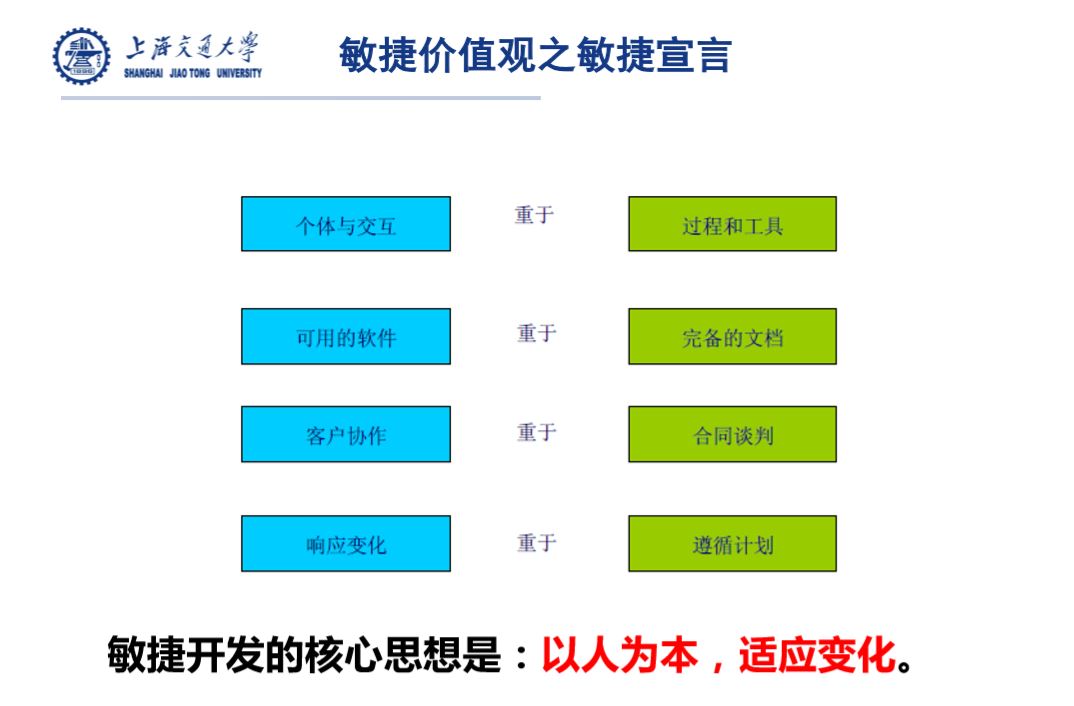 上海交通大学
SHANGHAI JIAO TONG UNIVERSITY
敏捷价值观之敏捷宣言
个体与交互 重于 过程和工具
可用的软件 重于 完备的文档
客户协作 重于 合同谈判
响应变化 重于 遵循计划
敏捷开发的核心思想是：以人为本，适应变化。